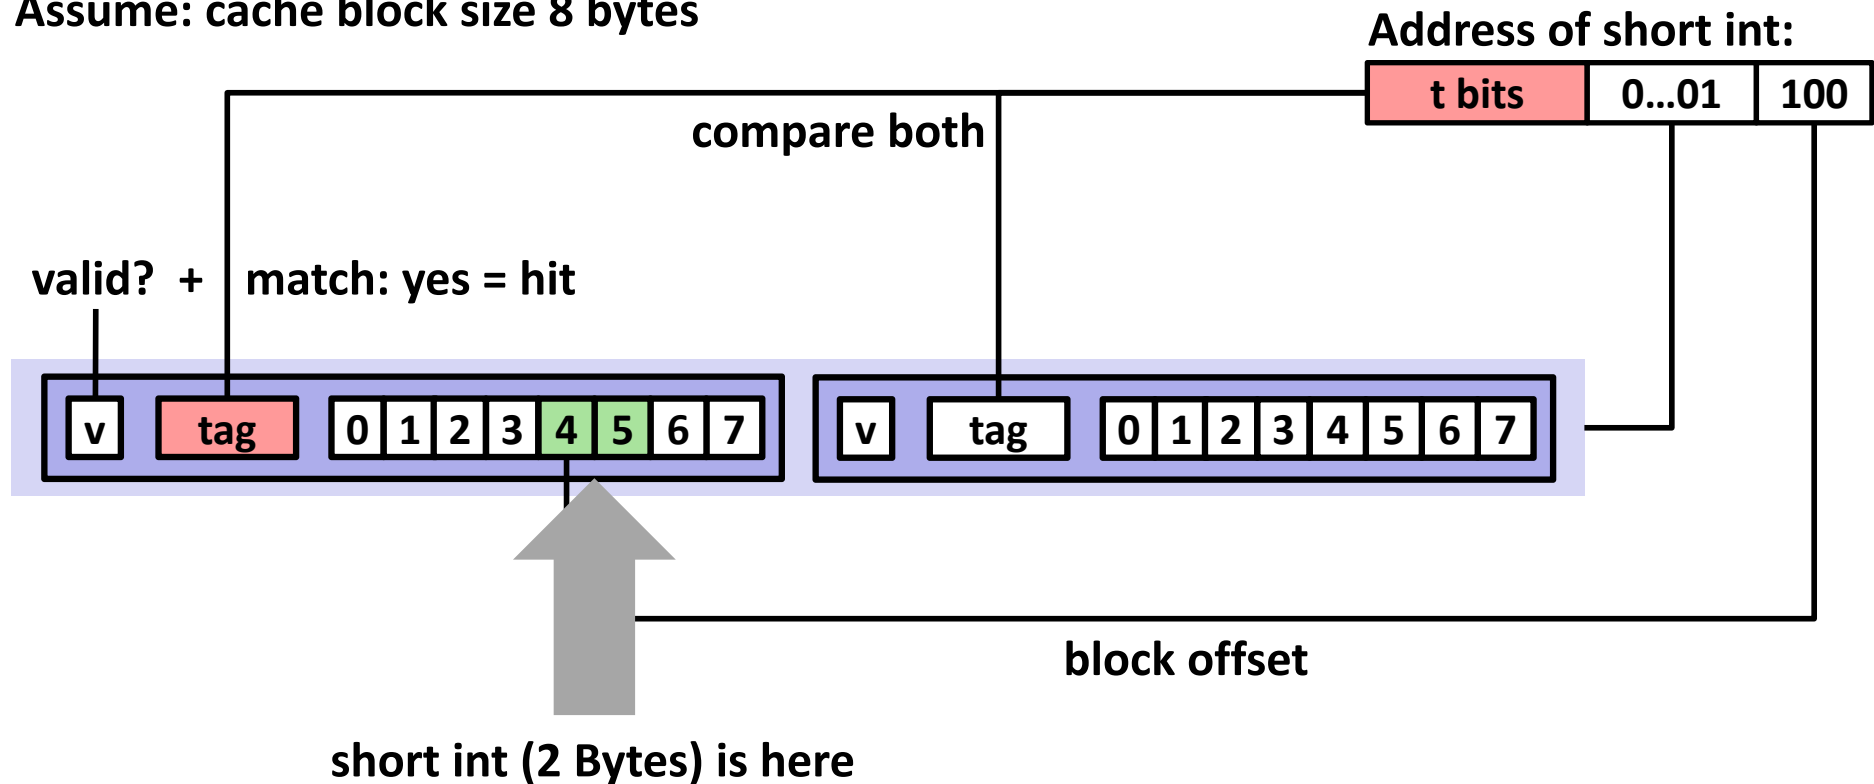 Assume: cache block size 8 bytes
Address of short int:
t bits 0...01 100
compare both
valid? + match: yes = hit
v tag 0 1 2 3 4 5 6 7 v tag 0 1 2 3 4 5 6 7
block offset
short int (2 Bytes) is here